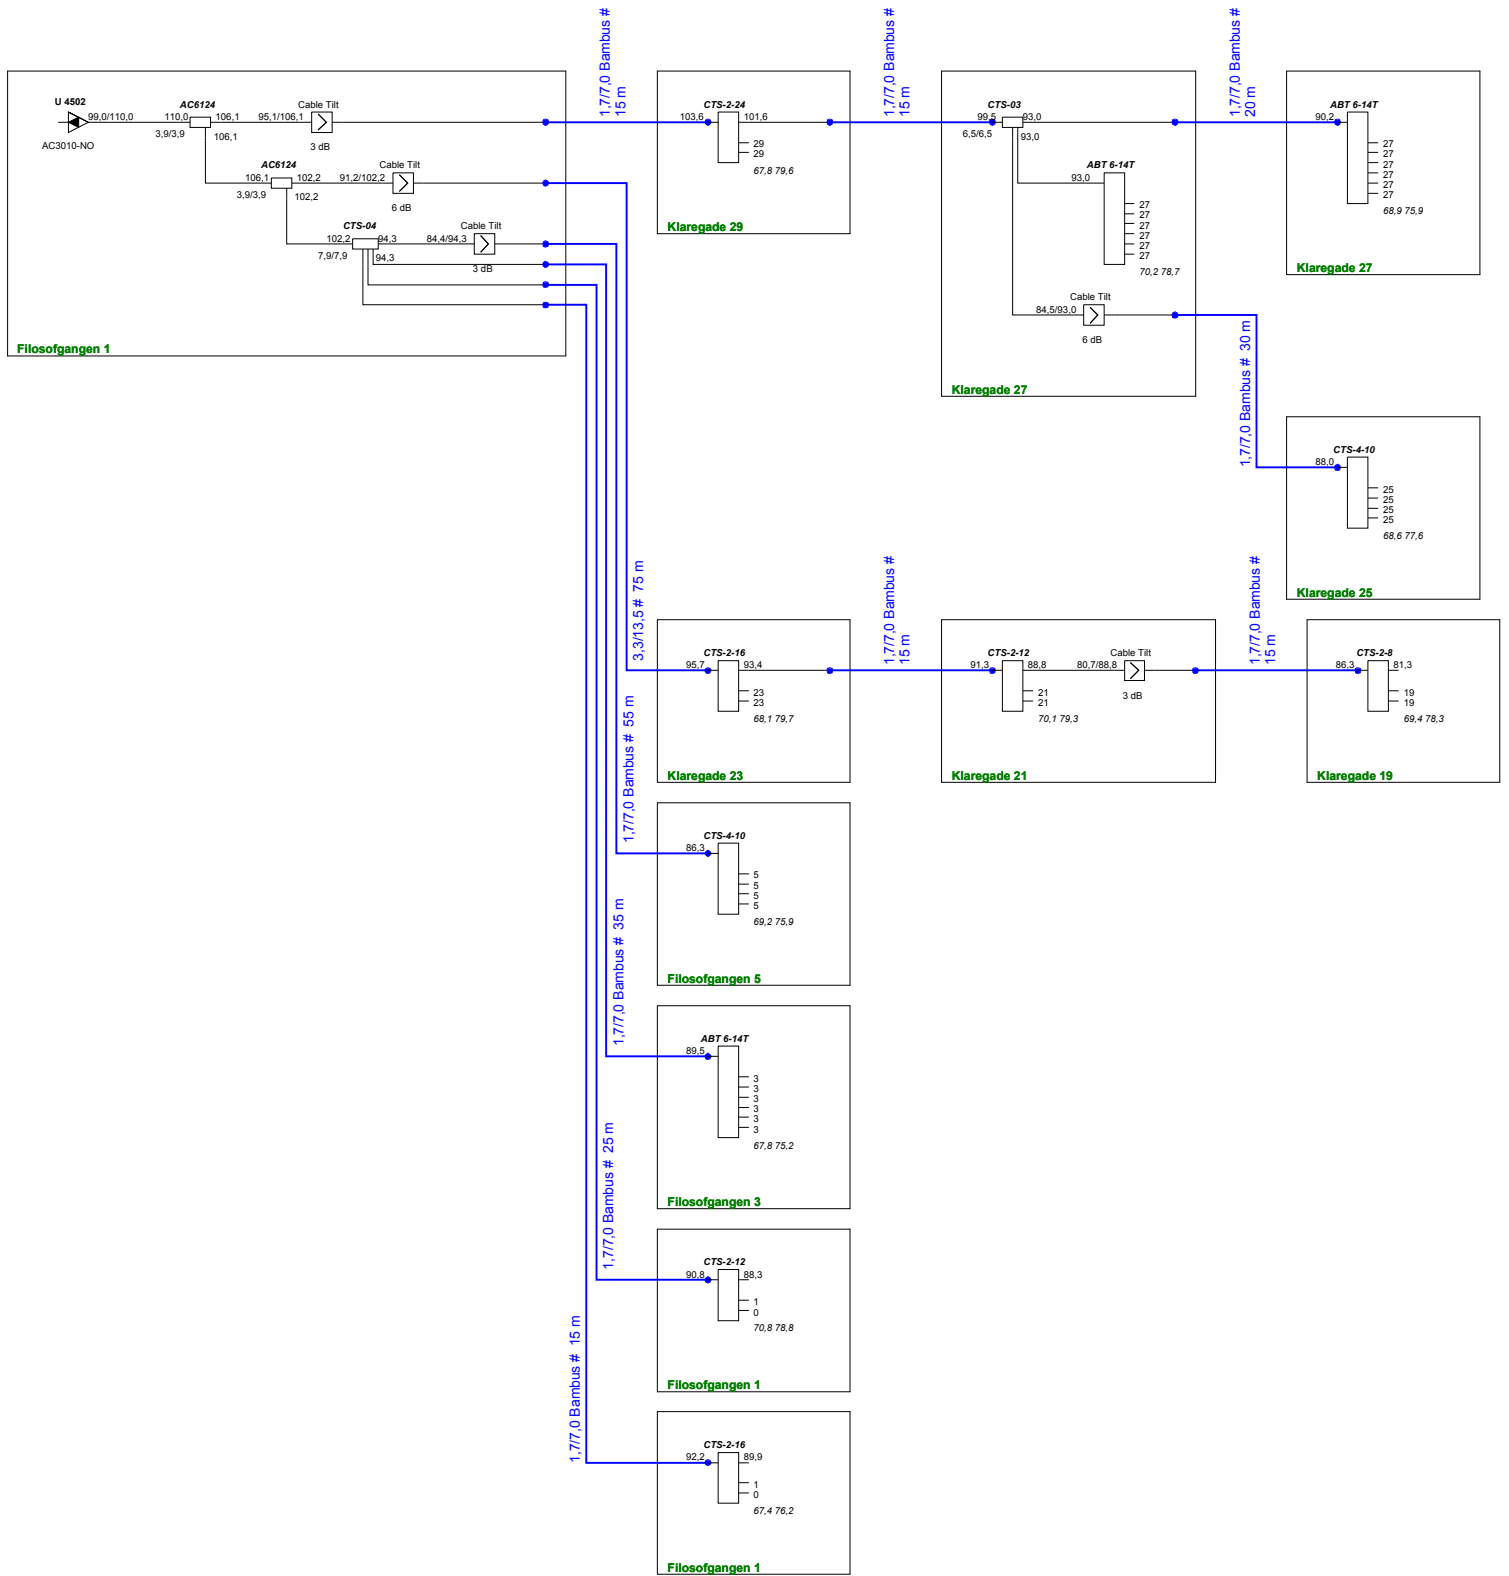 U 4502
99,0/110,0
AC3010-NO
AC6124
110,0
106,1
3,9/3,9
106,1
95,1/106,1
Cable Tilt
3 dB
AC6124
106,1
102,2
3,9/3,9
102,2
91,2/102,2
Cable Tilt
6 dB
CTS-04
102,2
94,3
7,9/7,9
94,3
84,4/94,3
Cable Tilt
3 dB
Filosofgangen 1
1,7/7,0 Bambus #
15 m
CTS-2-24
103,6
101,6
29
29
67,8 79,6
Klaregade 29
1,7/7,0 Bambus #
15 m
CTS-03
99,5
93,0
6,5/6,5
93,0
ABT 6-14T
93,0
27
27
27
27
27
27
70,2 78,7
Cable Tilt
84,5/93,0
6 dB
Klaregade 27
1,7/7,0 Bambus #
20 m
ABT 6-14T
90,2
27
27
27
27
27
27
68,9 75,9
Klaregade 27
1,7/7,0 Bambus # 30 m
CTS-4-10
88,0
25
25
25
25
68,6 77,6
Klaregade 25
3,3/13,5 # 75 m
CTS-2-16
95,7
93,4
23
23
68,1 79,7
Klaregade 23
1,7/7,0 Bambus #
15 m
CTS-2-12
91,3
88,8
21
21
70,1 79,3
80,7/88,8
Cable Tilt
3 dB
Klaregade 21
1,7/7,0 Bambus #
15 m
CTS-2-8
86,3
81,3
19
19
69,4 78,3
Klaregade 19
1,7/7,0 Bambus # 55 m
CTS-4-10
86,3
5
5
5
5
69,2 75,9
Filosofgangen 5
1,7/7,0 Bambus # 35 m
ABT 6-14T
89,5
3
3
3
3
3
3
67,8 75,2
Filosofgangen 3
1,7/7,0 Bambus # 25 m
CTS-2-12
90,8
88,3
1
0
70,8 78,8
Filosofgangen 1
1,7/7,0 Bambus # 15 m
CTS-2-16
92,2
89,9
1
0
67,4 76,2
Filosofgangen 1